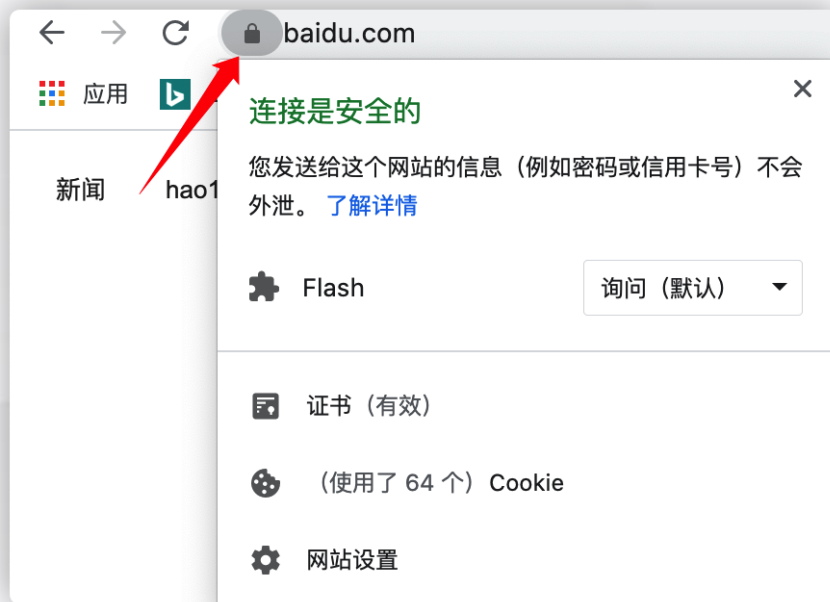 baidu.com
应用
连接是安全的
您发送给这个网站的信息（例如密码或信用卡号）不会
外泄。 了解详情
新闻 hao1
Flash 询问（默认）
证书（有效）
（使用了 64 个）Cookie
网站设置